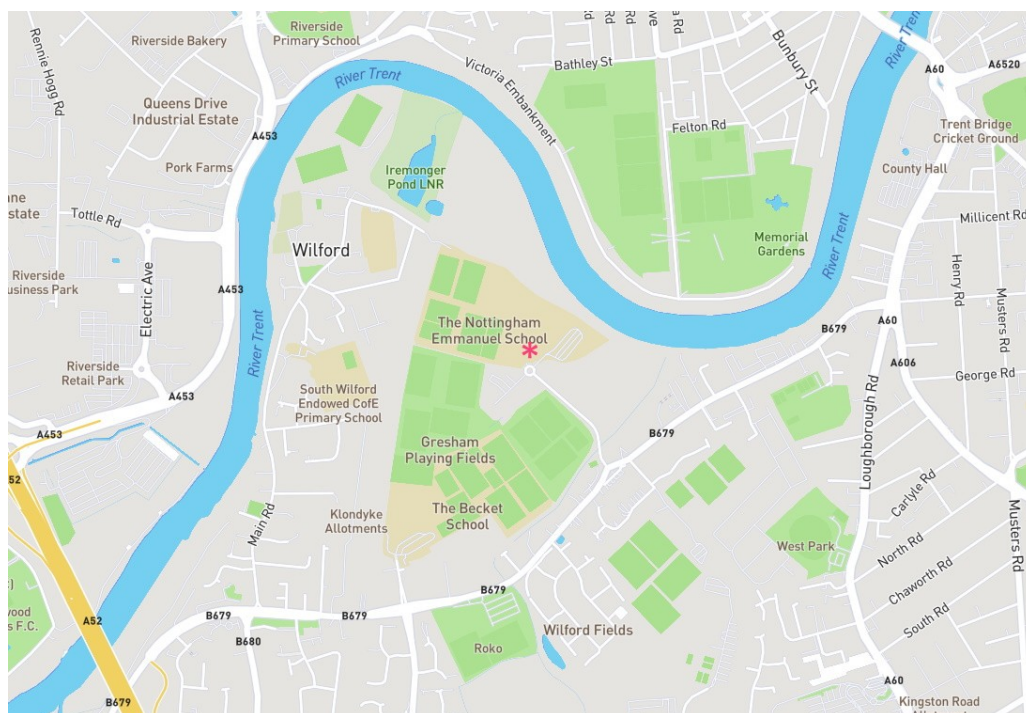 Riverside
Primary School
Riverside Bakery
Rennie Hogg Rd
River Trent
Victoria Embankment
Bathley St
Bunbury St
River Trent
A60
A6520
Queens Drive
Industrial Estate
A453
Pork Farms
Felton Rd
Trent Bridge
Cricket Ground
Iremonger
Pond LNR
County Hall
Tottle Rd
Millicent Rd
Wilford
Memorial
Gardens
River Trent
Riverside
Electric Ave
A453
River Trent
Henry Rd
Musters Rd
The Nottingham
Emmanuel School
B679
A60
A606
George Rd
Riverside
Retail Park
A453
South Wilford
Endowed CofE
Primary School
Loughborough Rd
A453
B679
Gresham
Playing Fields
Carlyle Rd
Main Rd
Klondyke
Allotments
The Becket
School
West Park
North Rd
Musters Rd
Chaworth Rd
B679
South Rd
A52
B679
B679
B680
Wilford Fields
Roko
B679
A60
Kingston Road